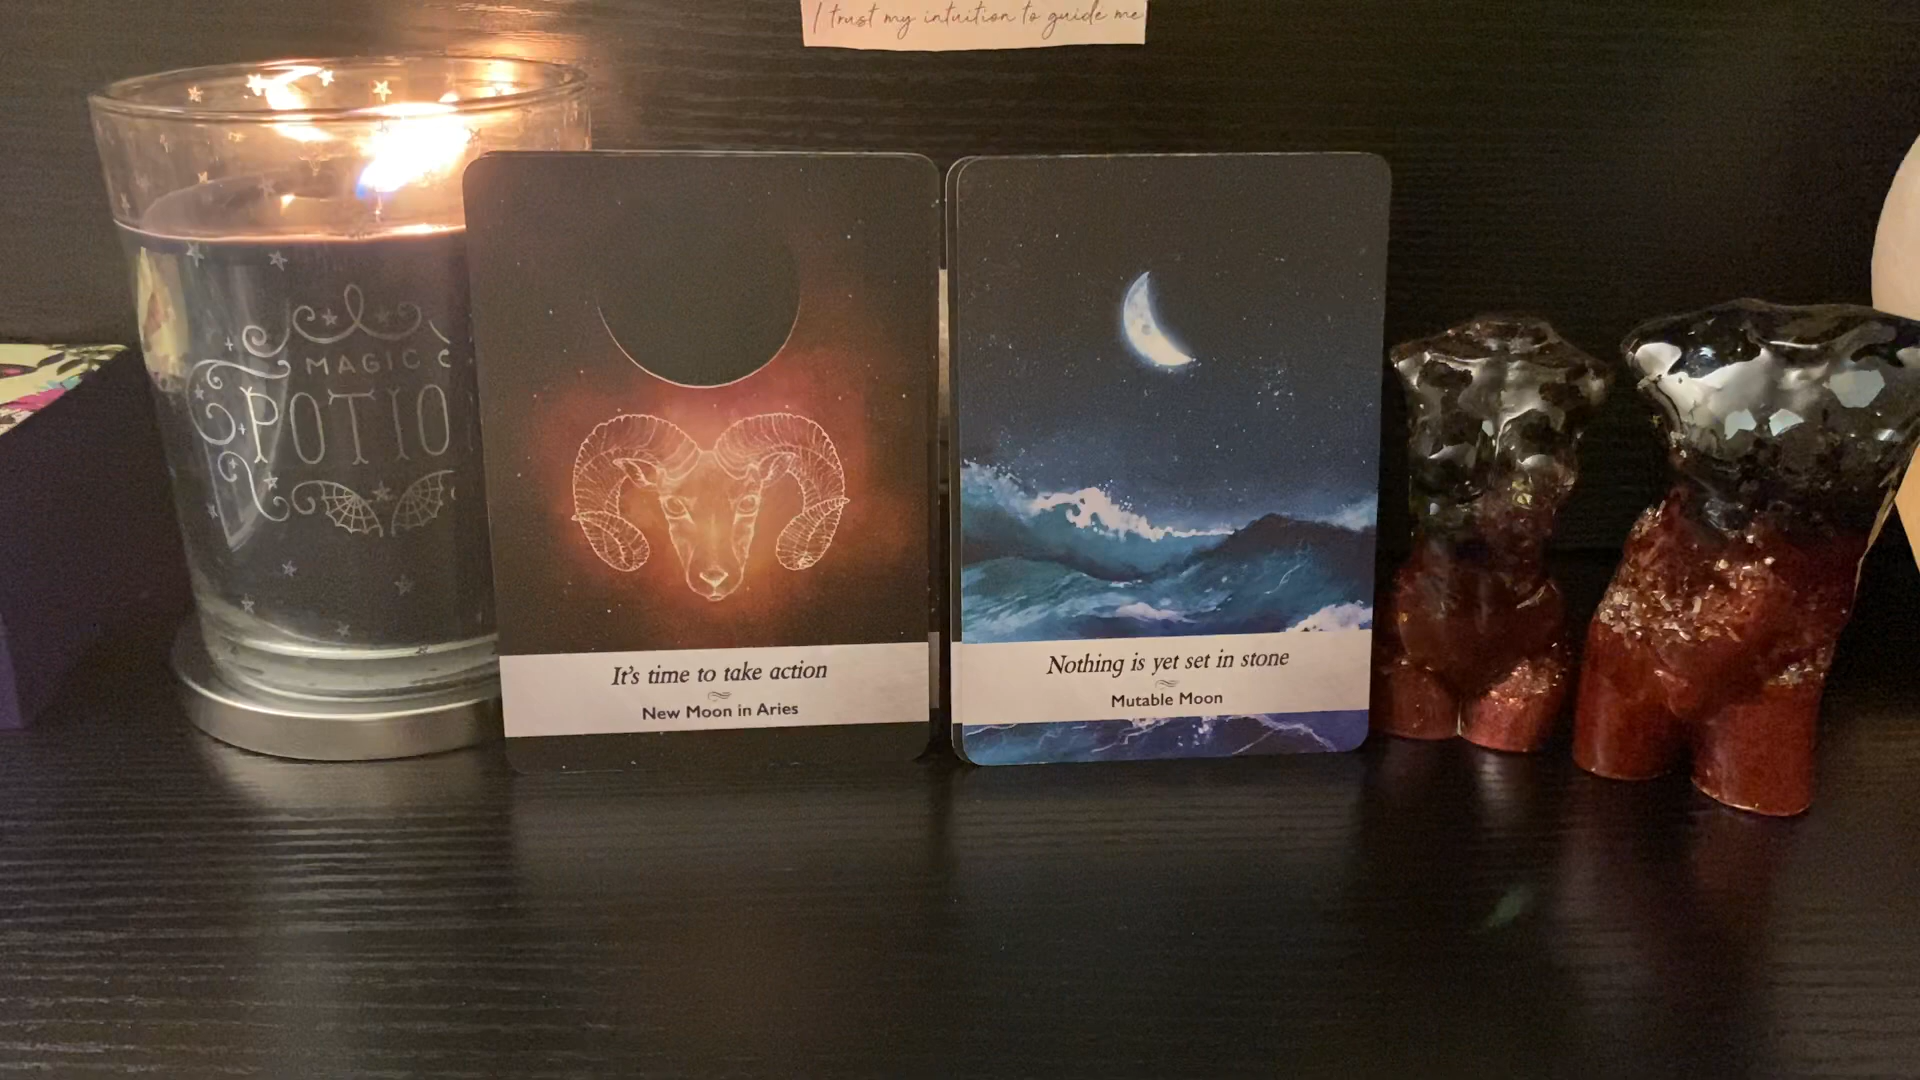 I trust my intuition to guide me
MAGIC
POTIO
It's time to take action
New Moon in Aries
Nothing is yet set in stone
Mutable Moon